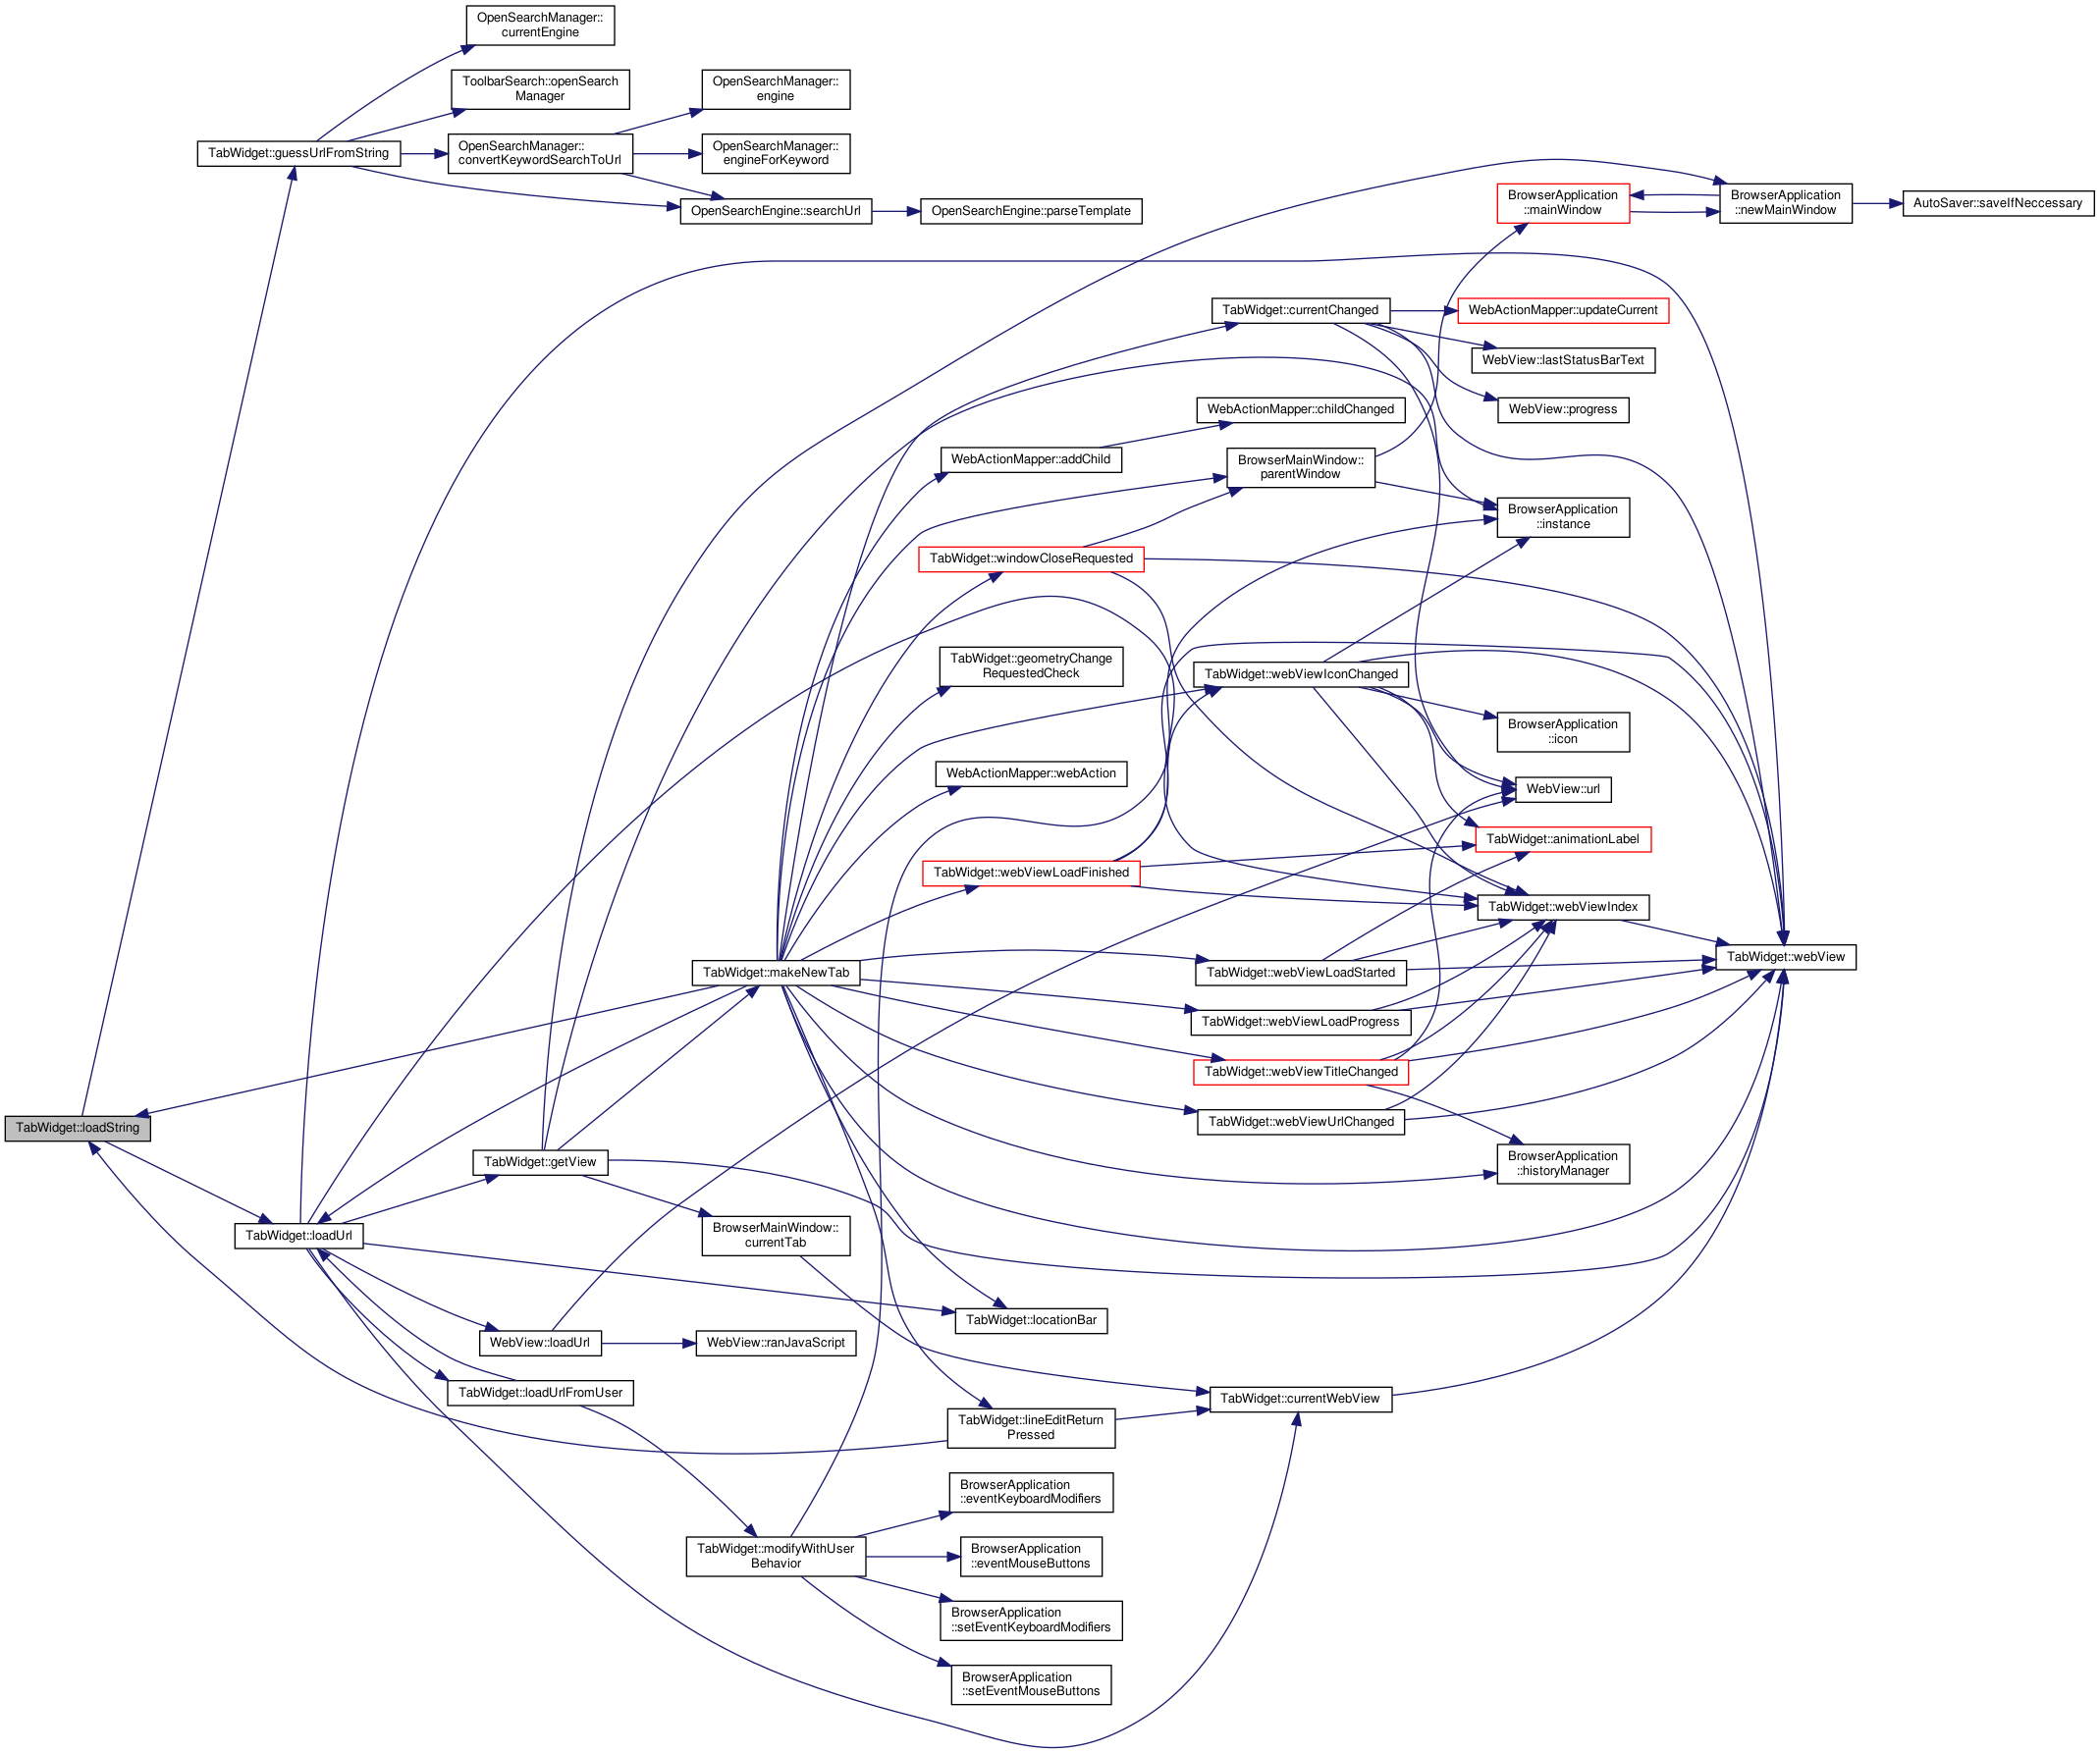 OpenSearchManager::
currentEngine
ToolbarSearch::openSearch
Manager
OpenSearchManager::
engine
TabWidget::guessUrlFromString
OpenSearchManager::
convertKeywordSearchToUrl
OpenSearchManager::
engineForKeyword
OpenSearchEngine::searchUrl
OpenSearchEngine::parseTemplate
BrowserApplication
::mainWindow
BrowserApplication
::newMainWindow
AutoSaver::saveIfNeccessary
TabWidget::currentChanged
WebActionMapper::updateCurrent
WebView::lastStatusBarText
WebActionMapper::childChanged
WebView::progress
WebActionMapper::addChild
BrowserMainWindow::
parentWindow
BrowserApplication
::instance
TabWidget::windowCloseRequested
TabWidget::geometryChange
RequestedCheck
TabWidget::webViewIconChanged
BrowserApplication
::icon
WebActionMapper::webAction
WebView::url
TabWidget::animationLabel
TabWidget::webViewLoadFinished
TabWidget::webViewIndex
TabWidget::webView
TabWidget::makeNewTab
TabWidget::webViewLoadStarted
TabWidget::webViewLoadProgress
TabWidget::webViewTitleChanged
TabWidget::loadString
TabWidget::webViewUrlChanged
TabWidget::getView
BrowserApplication
::historyManager
TabWidget::loadUrl
BrowserMainWindow::
currentTab
TabWidget::locationBar
WebView::loadUrl
WebView::ranJavaScript
TabWidget::loadUrlFromUser
TabWidget::currentWebView
TabWidget::lineEditReturn
Pressed
BrowserApplication
::eventKeyboardModifiers
TabWidget::modifyWithUser
Behavior
BrowserApplication
::eventMouseButtons
BrowserApplication
::setEventKeyboardModifiers
BrowserApplication
::setEventMouseButtons